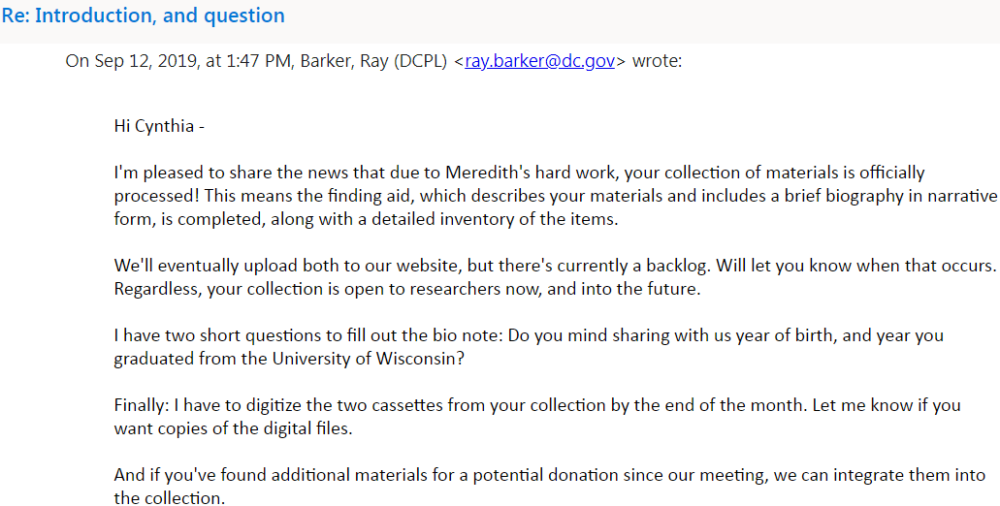 Re: Introduction, and question
On Sep 12, 2019, at 1:47 PM, Barker, Ray (DCPL) <ray.barker@dc.gov> wrote:
Hi Cynthia -
I'm pleased to share the news that due to Meredith's hard work, your collection of materials is officially
processed! This means the finding aid, which describes your materials and includes a brief biography in narrative
form, is completed, along with a detailed inventory of the items.
We'll eventually upload both to our website, but there's currently a backlog. Will let you know when that occurs.
Regardless, your collection is open to researchers now, and into the future.
I have two short questions to fill out the bio note: Do you mind sharing with us year of birth, and year you
graduated from the University of Wisconsin?
Finally: I have to digitize the two cassettes from your collection by the end of the month. Let me know if you
want copies of the digital files.
And if you've found additional materials for a potential donation since our meeting, we can integrate them into
the collection.